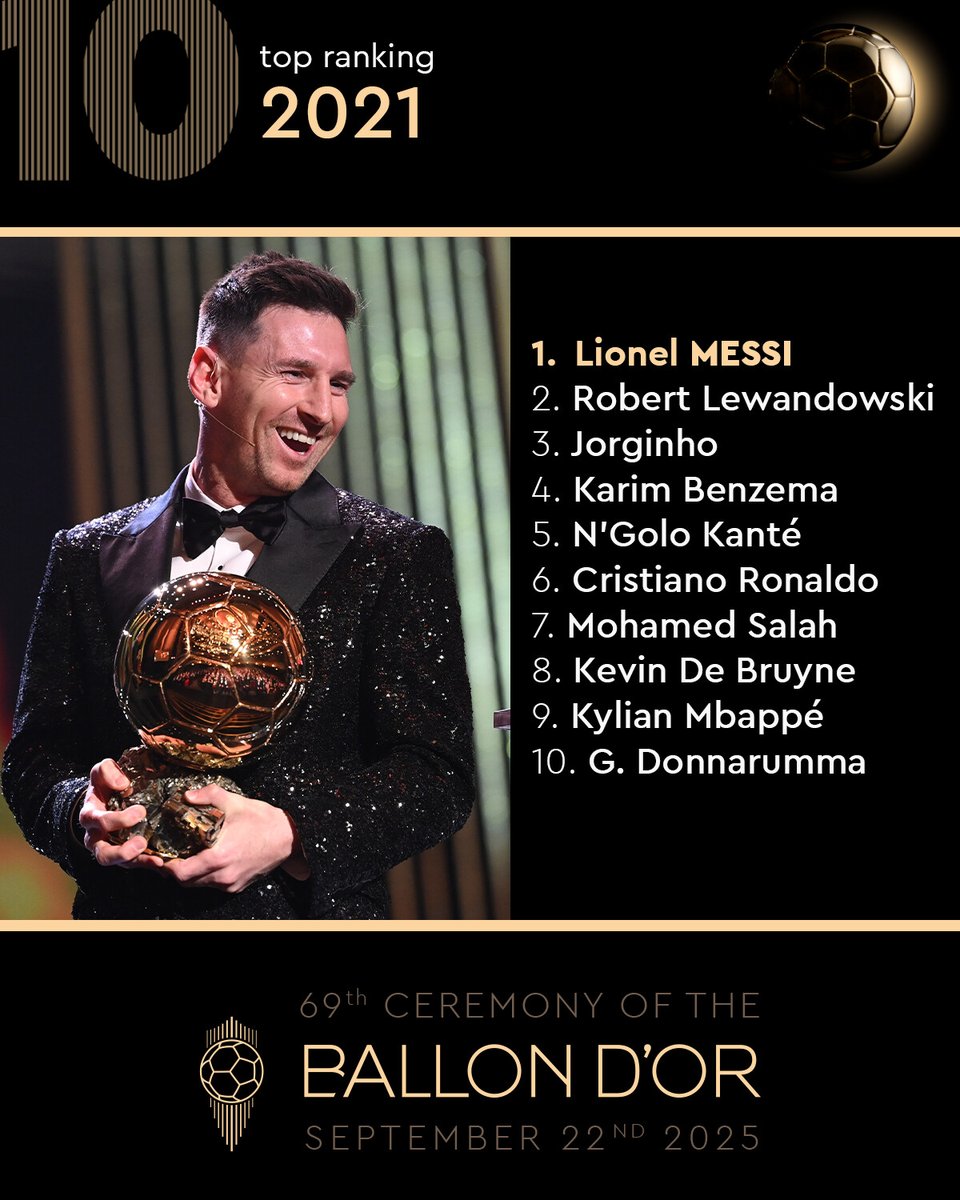 10
top ranking
2021
1. Lionel MESSI
2. Robert Lewandowski
3. Jorginho
4. Karim Benzema
5. N'Golo Kanté
6. Cristiano Ronaldo
7. Mohamed Salah
8. Kevin De Bruyne
9. Kylian Mbappé
10. G. Donnarumma
69th CEREMONY OF THE
BALLON D'OR
SEPTEMBER 22ND 2025